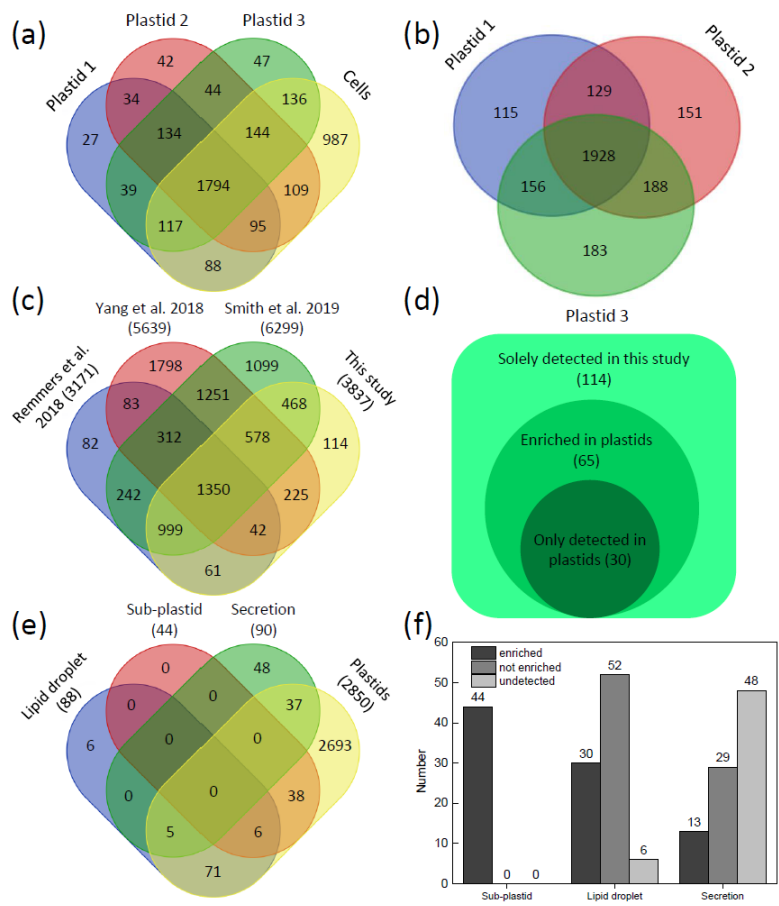 (a)
Plastid 2
Plastid 3
Plastid 1
Cells
42
47
34
44
136
27
134
144
987
39
1794
109
117
95
88
(b)
Plastid 1
Plastid 2
129
115
151
1928
156
188
183
Plastid 3
(c)
Yang et al. 2018
(5639)
Smith et al. 2019
(6299)
Remmers et al.
2018 (3171)
This study
(3837)
1798
1099
83
1251
468
82
312
578
114
242
1350
225
999
42
61
(d)
Solely detected in this study
(114)
Enriched in plastids
(65)
Only detected in
plastids (30)
(e)
Sub-plastid
(44)
Secretion
(90)
Lipid droplet
(88)
Plastids
(2850)
0
48
0
0
37
6
0
0
2693
0
0
38
5
6
71
(f)
60
50
40
30
20
10
0
Number
enriched
not enriched
undetected
44
0
0
30
52
6
13
29
48
Sub-plastid
Lipid droplet
Secretion